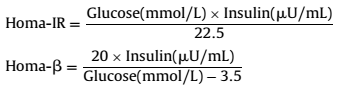 Homa-IR = Glucose(mmol/L) × Insulin(μU/mL) / 22.5
Homa-β = 20 × Insulin(μU/mL) / Glucose(mmol/L) − 3.5